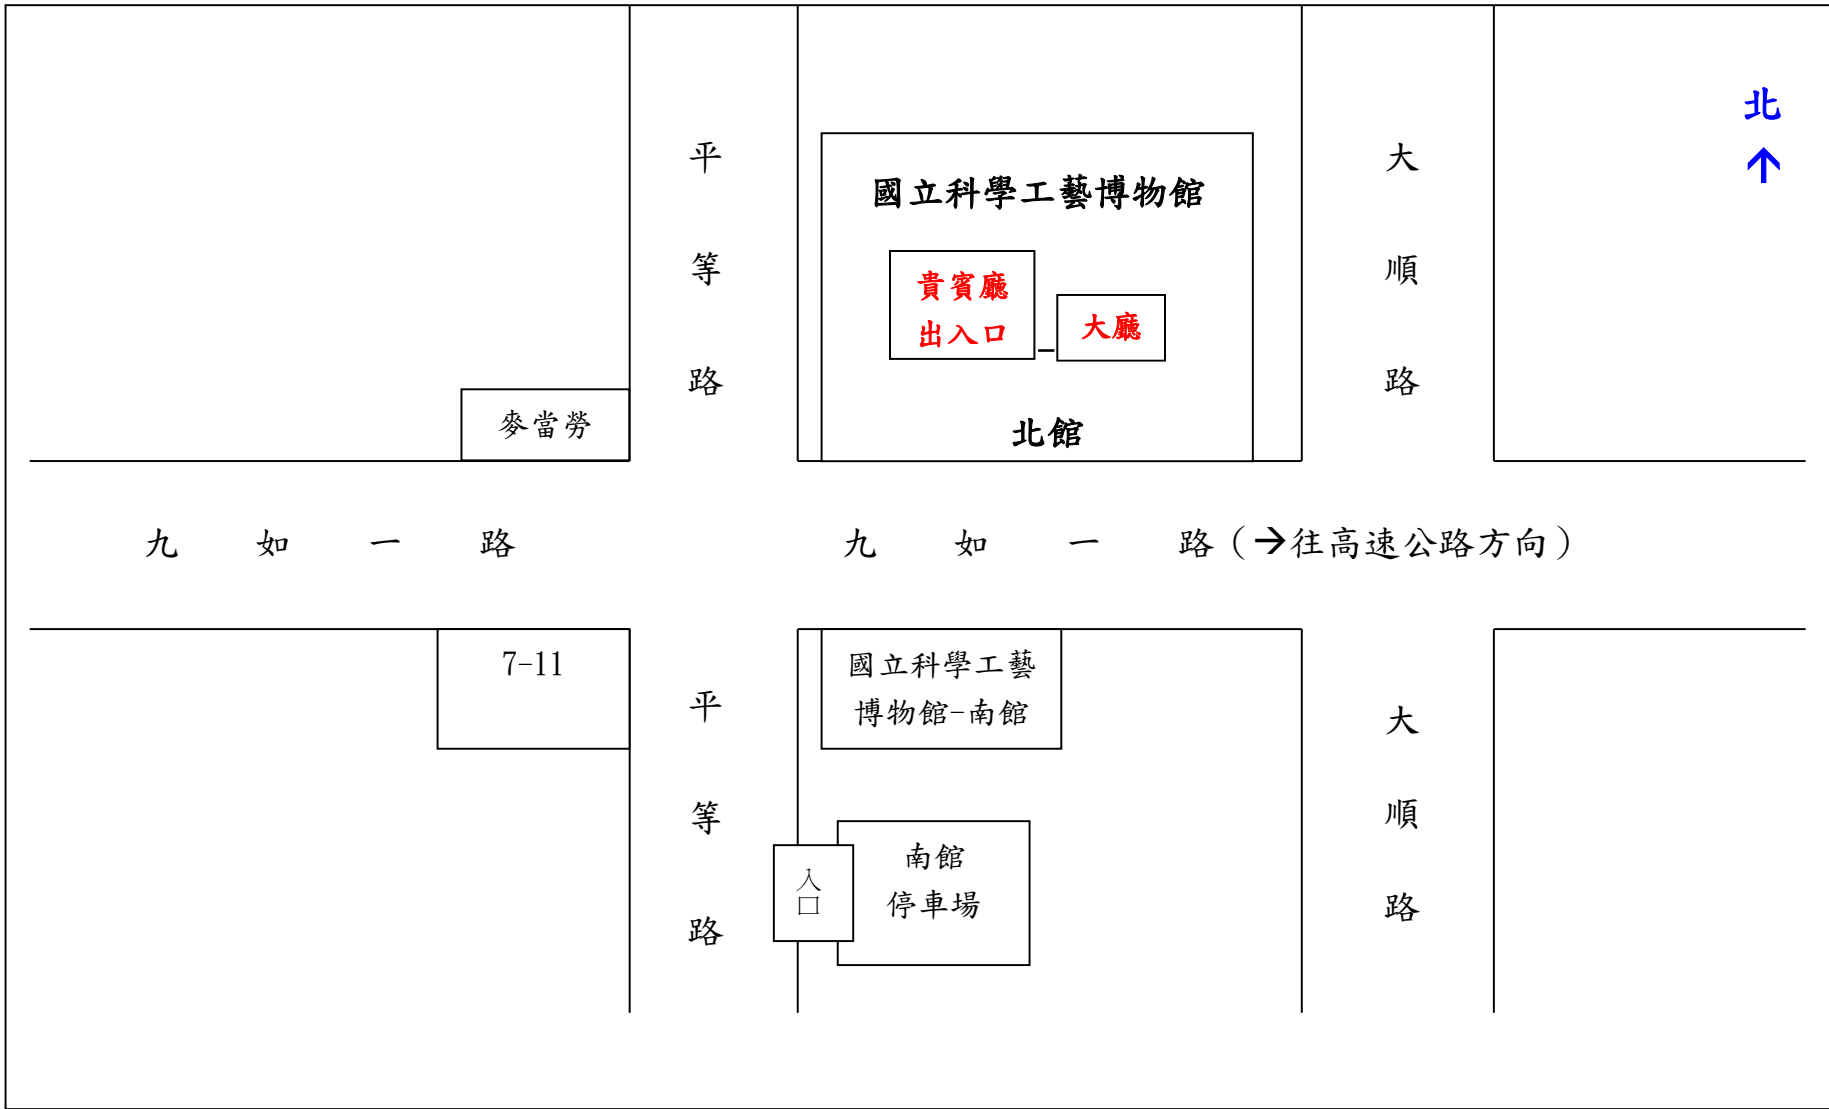 北
↑
平等路
大順路
國立科學工藝博物館
貴賓廳
出入口
大廳
北館
麥當勞
九如一路
九如一路(→往高速公路方向)
7-11
國立科學工藝
博物館-南館
平等路
大順路
入口
南館
停車場